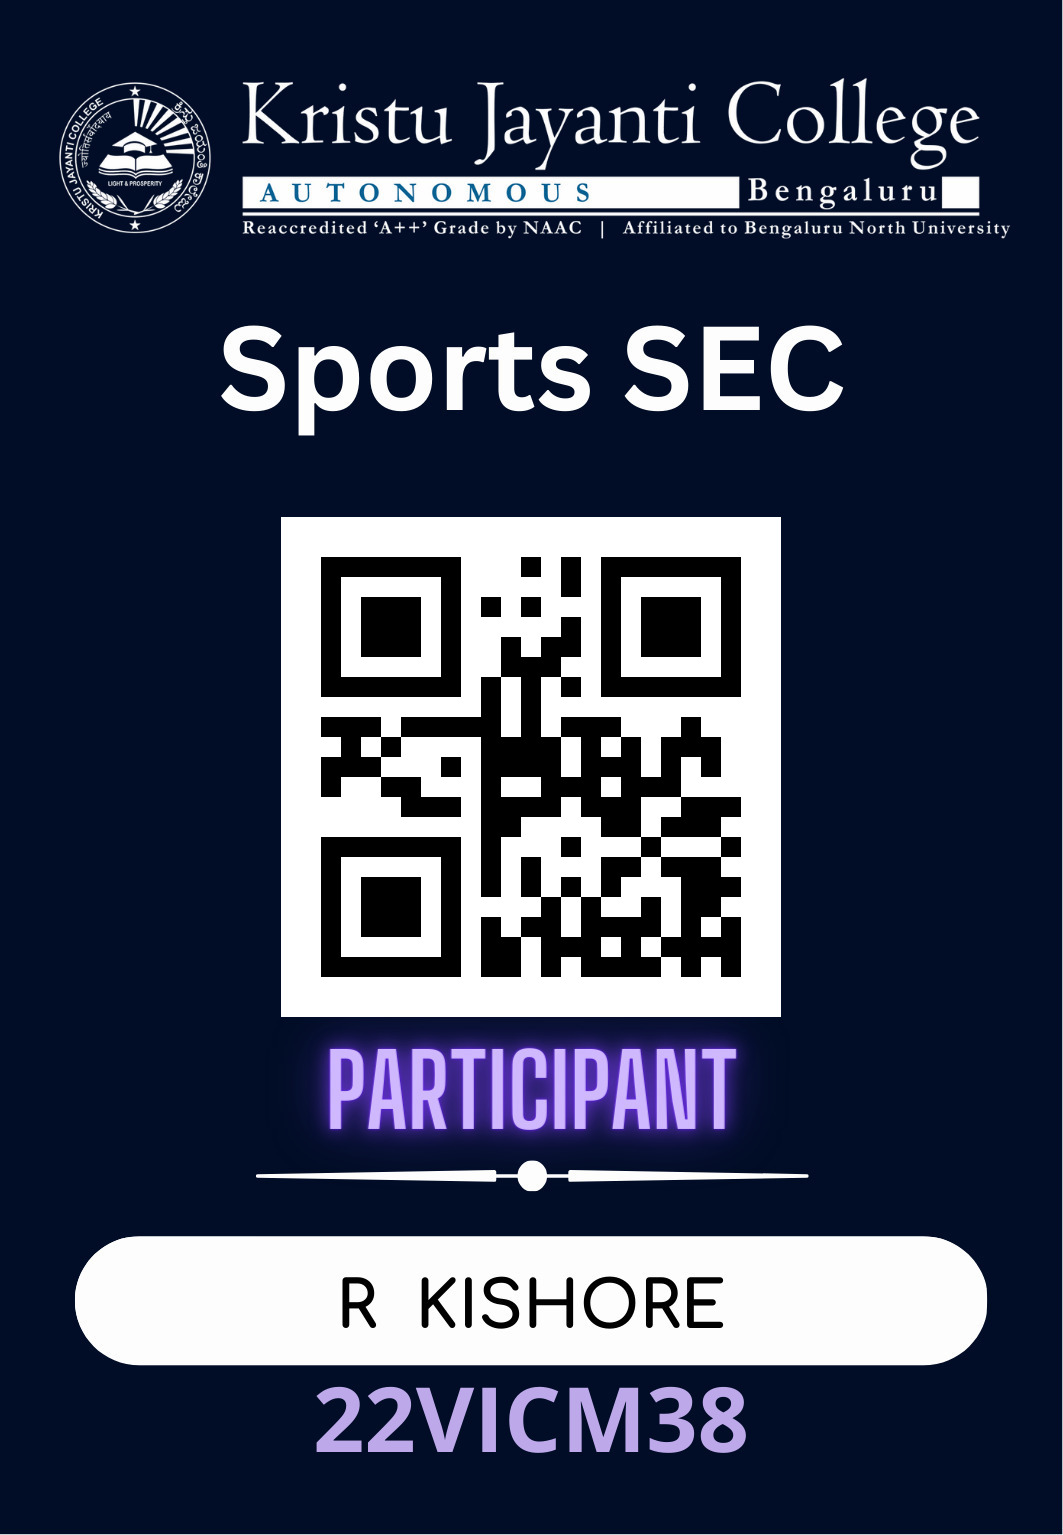 KRISTU JAYANTI COLLEGE
LIGHT & PROSPERITY
Kristu Jayanti College
AUTONOMOUS Bengaluru
Reaccredited ‘A++’ Grade by NAAC | Affiliated to Bengaluru North University
Sports SEC
PARTICIPANT
R KISHORE
22VICM38